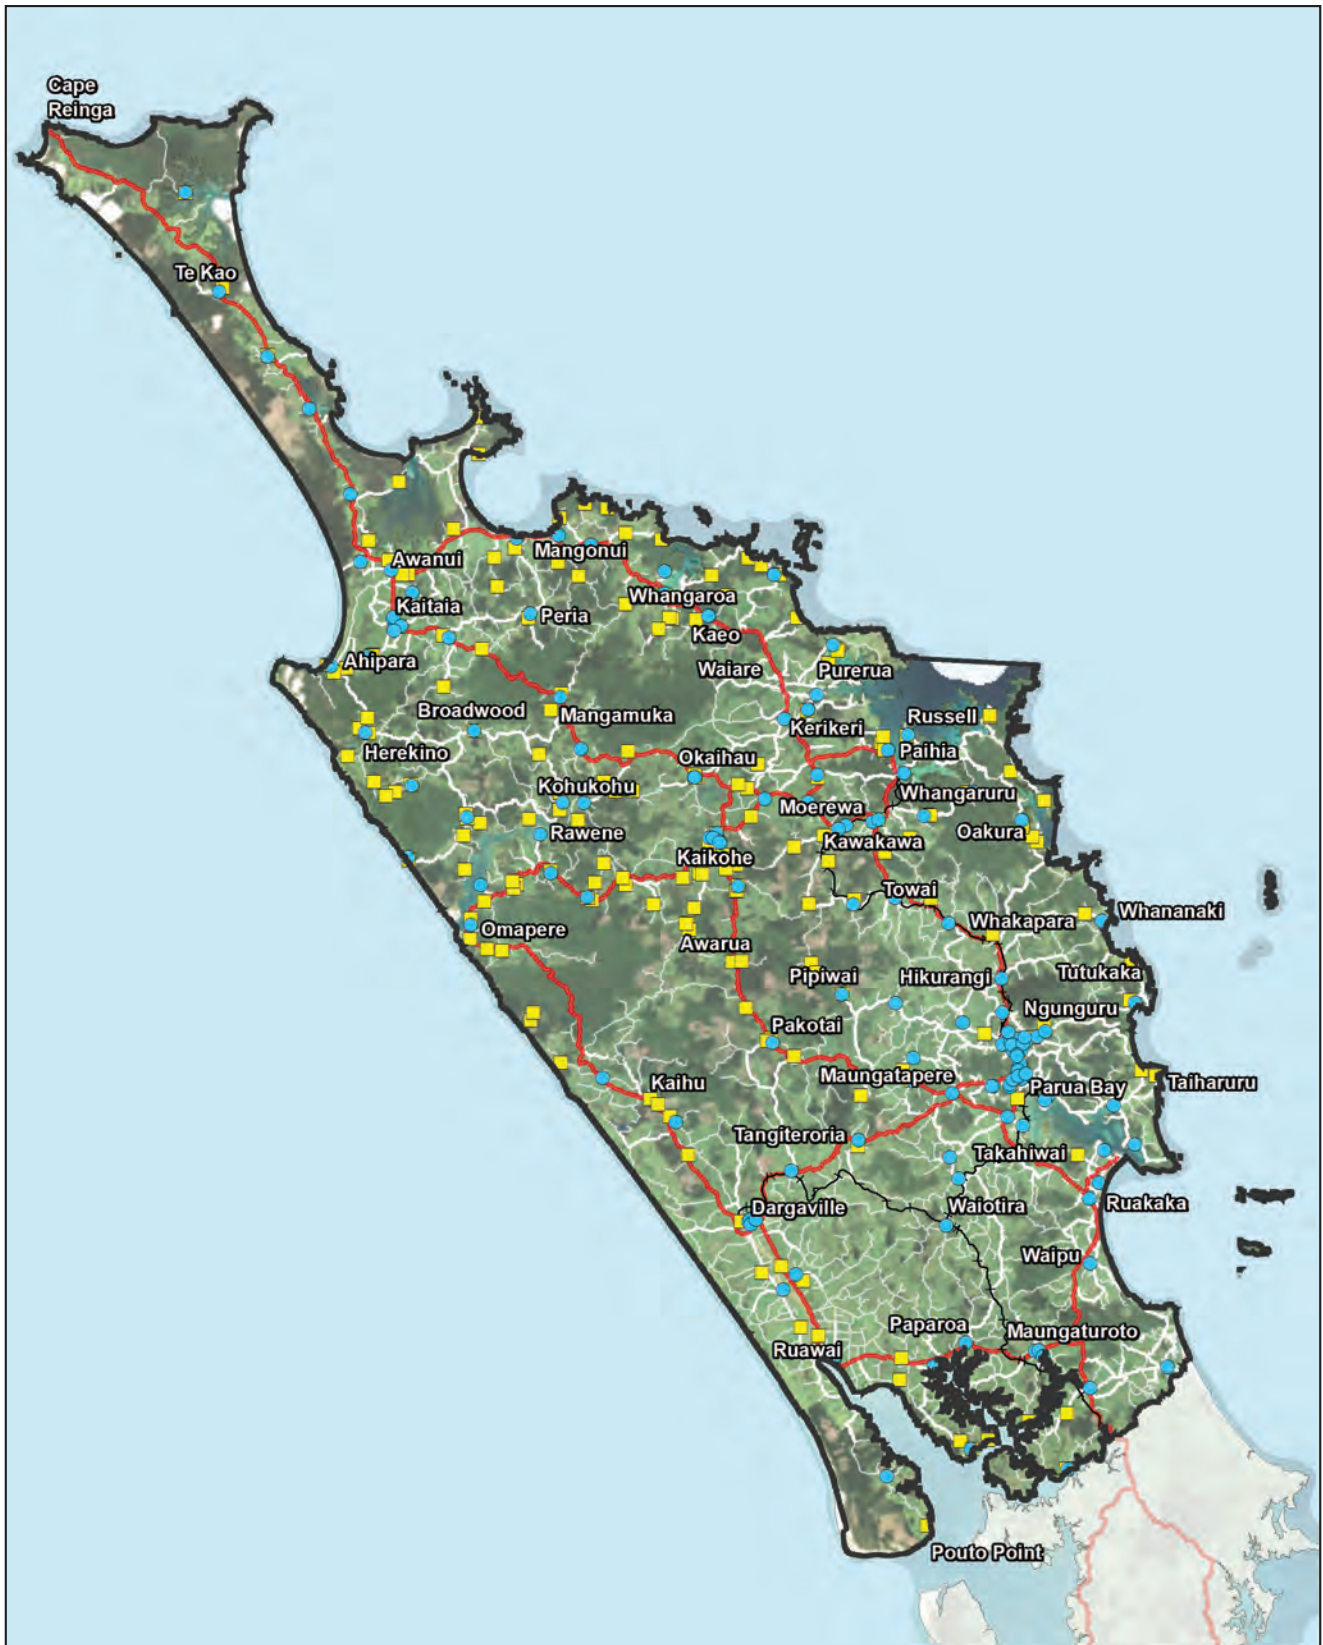 Cape
Reinga
Te Kao
Awanui
Mangonui
Kaitaia
Peria
Whangaroa
Kaeo
Ahipara
Waiare
Purerua
Broadwood
Mangamuka
Russell
Kerikeri
Herekino
Okaihau
Paihia
Kohukohu
Moerewa
Whangaruru
Rawene
Kawakawa
Oakura
Kaikohe
Towai
Whananaki
Omapere
Whakapara
Awarua
Pipiwai
Hikurangi
Tutukaka
Ngunguru
Pakotai
Kaihu
Maungatapere
Parua Bay
Taiharuru
Tangiteroria
Takahiwai
Dargaville
Waiotira
Ruakaka
Waipu
Paparoa
Maungaturoto
Ruawai
Pouto Point